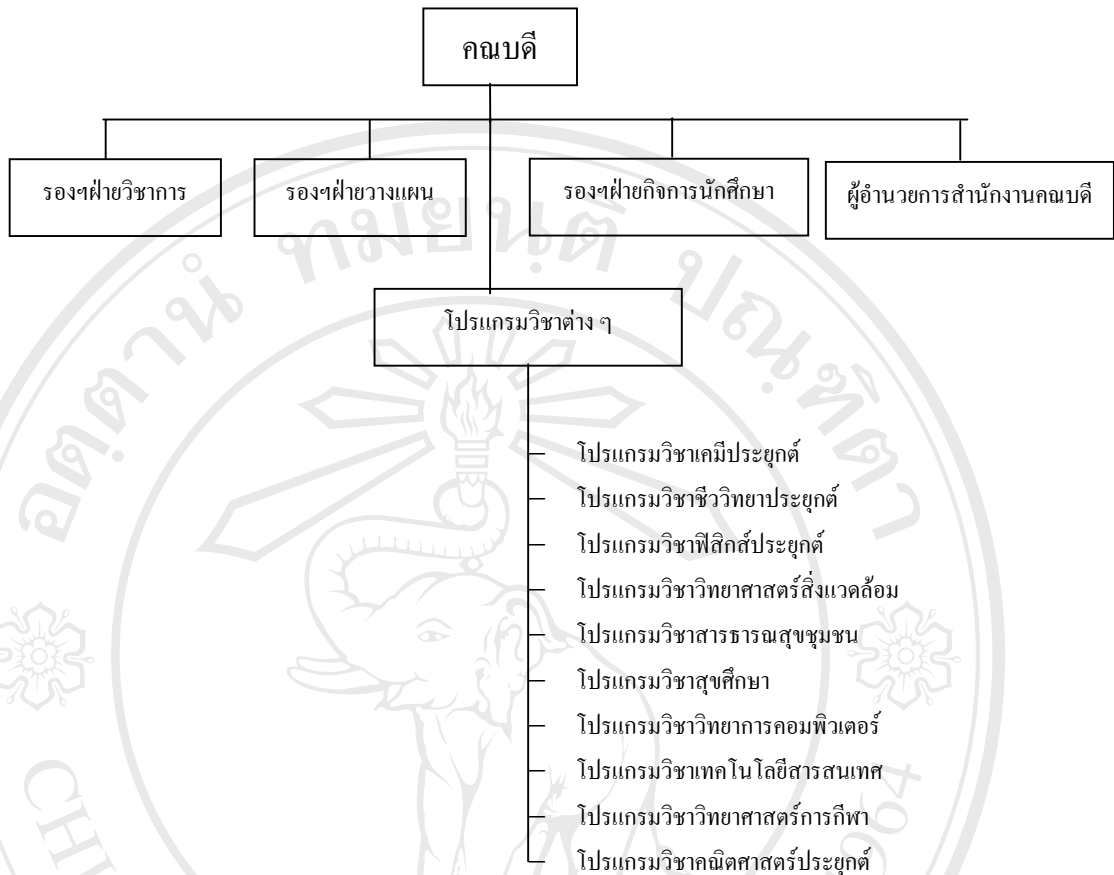 คณบดี
รองฯฝ่ายวิชาการ
รองฯฝ่ายวางแผน
รองฯฝ่ายกิจการนักศึกษา
ผู้อำนวยการสำนักงานคณบดี
อตฺตานํ ทมยนฺติ ปณฺฑิตา
โปรแกรมวิชาต่าง ๆ
โปรแกรมวิชาเคมีประยุกต์
โปรแกรมวิชาชีววิทยาประยุกต์
โปรแกรมวิชาฟิสิกส์ประยุกต์
โปรแกรมวิชาวิทยาศาสตร์สิ่งแวดล้อม
โปรแกรมวิชาสารธารณสุขชุมชน
โปรแกรมวิชาสุขศึกษา
โปรแกรมวิชาวิทยาการคอมพิวเตอร์
โปรแกรมวิชาเทคโนโลยีสารสนเทศ
โปรแกรมวิชาวิทยาศาสตร์การกีฬา
โปรแกรมวิชาคณิตศาสตร์ประยุกต์